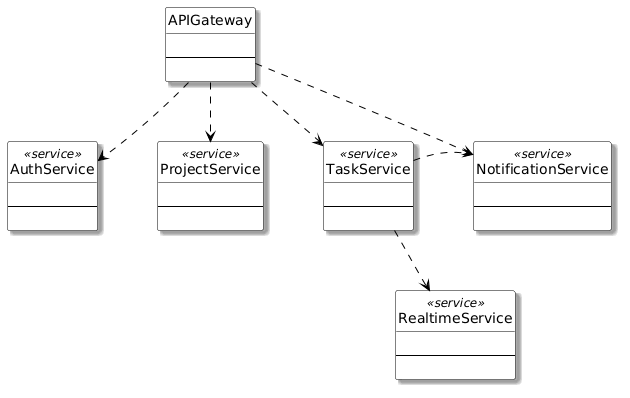 APIGateway
«service»
AuthService
«service»
ProjectService
«service»
TaskService
«service»
NotificationService
«service»
RealtimeService